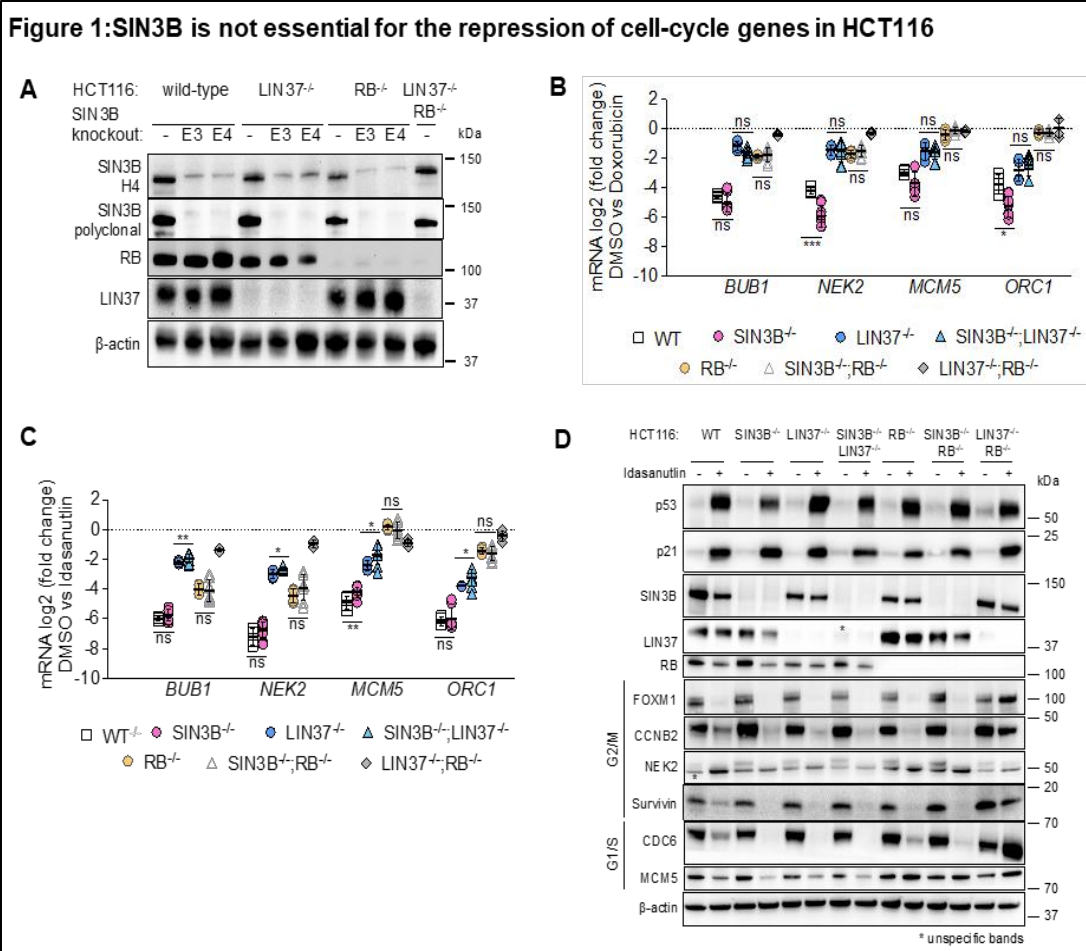 Figure 1:SIN3B is not essential for the repression of cell-cycle genes in HCT116
A
HCT116: wild-type LIN37-/- RB-/- LIN37-/- RB-/-
SIN3B knockout: - E3 E4 - E3 E4 - E3 E4 -
kDa
SIN3B H4
150
SIN3B polyclonal
150
RB
100
LIN37
37
β-actin
37
B
mRNA log2 (fold change)
DMSO vs Doxorubicin
2
0
-2
-4
-6
-8
-10
ns ns ns ns
ns ns ns ns
ns *** ns *
BUB1 NEK2 MCM5 ORC1
WT SIN3B-/- LIN37-/- SIN3B-/-;LIN37-/-
RB-/- SIN3B-/-;RB-/- LIN37-/-;RB-/-
C
mRNA log2 (fold change)
DMSO vs Idasanutlin
2
0
-2
-4
-6
-8
-10
** * * *
ns ns ns ns
ns ns ** ns
BUB1 NEK2 MCM5 ORC1
WT-/- SIN3B-/- LIN37-/- SIN3B-/-;LIN37-/-
RB-/- SIN3B-/-;RB-/- LIN37-/-;RB-/-
D
HCT116: WT SIN3B-/- LIN37-/- SIN3B-/- LIN37-/- RB-/- SIN3B-/- RB-/- LIN37-/- RB-/-
Idasanutlin - + - + - + - + - + - + - +
kDa
p53
50
p21
25
SIN3B
150
LIN37
*
37
RB
100
G2/M
FOXM1
100
50
CCNB2
NEK2
*
50
20
Survivin
G1/S
70
CDC6
MCM5
70
β-actin
37
* unspecific bands